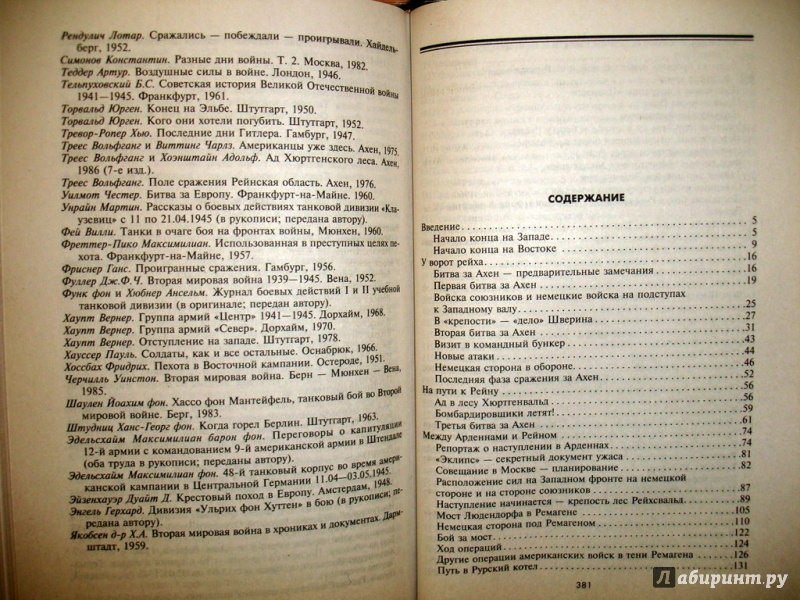 Рендулич Лотар. Сражались — побеждали — проигрывали. Хайдель-
берг, 1952.
Симонов Константин. Разные дни войны. Т. 2. Москва, 1982.
Теддер Артур. Воздушные силы в войне. Лондон, 1946.
Тельпуховский Б.С. Советская история Великой Отечественной войны
1941—1945. Франкфурт, 1961.
Торвальд Юрген. Конец на Эльбе. Штутгарт, 1950.
Торвальд Юрген. Кого они хотели погубить. Штутгарт, 1952.
Тревор-Ропер Хью. Последние дни Гитлера. Гамбург, 1947.
Треес Вольфганг и Виттинг Чарлз. Американцы уже здесь. Ахен, 1975.
Треес Вольфганг и Хоэнштайн Адольф. Ад Хюртгенского леса. Ахен,
1986 (7-е изд.).
Треес Вольфганг. Поле сражения Рейнская область. Ахен, 1976.
Уилмот Честер. Битва за Европу. Франкфурт-на-Майне. 1960.
Унрайн Мартин. Рассказы о боевых действиях танковой дивизии «Кла-
узевиц» с 11 по 21.04.1945 (в рукописи; передана автору).
Фей Вилли. Танки в очаге боя на фронтах войны, Мюнхен, 1960.
Фреттер-Пико Максимилиан. Использованная в преступных целях пе-
хота. Франкфурт-на-Майне, 1957.
Фриснер Ганс. Проигранные сражения. Гамбург, 1956.
Фуллер Дж.Ф.Ч. Вторая мировая война 1939—1945. Вена, 1952.
Функ фон и Хюбнер Ансельм. Журнал боевых действий I и II учебной
танковой дивизии (в оригинале; передан автору).
Хаупт Вернер. Группа армий «Центр» 1941—1945. Дорхайм, 1968.
Хаупт Вернер. Группа армий «Север». Дорхайм, 1970.
Хаупт Вернер. Отступление на западе. Штутгарт, 1978.
Хауссер Пауль. Солдаты, как и все остальные. Оснабрюк, 1966.
Хоссбах Фридрих. Пехота в Восточной кампании. Остероде, 1951.
Черчилль Уинстон. Вторая мировая война. Берн — Мюнхен — Вена,
1985.
Шаулен Йоахим фон. Хассо фон Мантейфель, танковый бой во Второй
мировой войне. Берг, 1983.
Штудниц Ханс-Георг фон. Когда горел Берлин. Штутгарт, 1963.
Эдельсхайм Максимилиан барон фон. Переговоры о капитуляции
12-й армии с командованием 9-й американской армии в Штендале
(оба труда в рукописи; переданы автору).
Эдельсхайм Максимилиан фон. 48-й танковый корпус во время амери-
канской кампании в Центральной Германии 11.04—03.05.1945.
Эйзенхауэр Дуайт Д. Крестовый поход в Европу. Амстердам, 1948.
Энгель Герхард. Дивизия «Ульрих фон Хуттен» в бою (в рукописи; пе-
редана автору).
Якобсен д-р Х.А. Вторая мировая война в хрониках и документах. Дарм-
штадт, 1959.
СОДЕРЖАНИЕ
Введение 5
Начало конца на Западе 5
Начало конца на Востоке 9
У ворот рейха 16
Битва за Ахен — предварительные замечания 16
Первая битва за Ахен 19
Войска союзников и немецкие войска на подступах
к Западному валу 25
В «крепости» — «дело» Шверина 27
Вторая битва за Ахен 31
Визит в командный бункер 43
Новые атаки 44
Немецкая сторона в обороне 46
Последняя фаза сражения за Ахен 52
На пути к Рейну 56
Ад в лесу Хюртгенвальд 56
Бомбардировщики летят! 59
Третья битва за Ахен 61
Между Арденнами и Рейном 74
Репортаж о наступлении в Арденнах 74
«Эклипс» — секретный документ ужаса 81
Совещание в Москве — планирование 82
Расположение сил на Западном фронте на немецкой
стороне и на стороне союзников 87
Наступление начинается — крепость лес Рейхсвальд 89
Мост Людендорфа в Ремагене 105
Немецкая сторона под Ремагеном 110
Бой за мост 122
Ход операций 124
Другие операции американских войск в тени Ремагена 126
Путь в Рурский котел 131
381
Лабиринт.ру